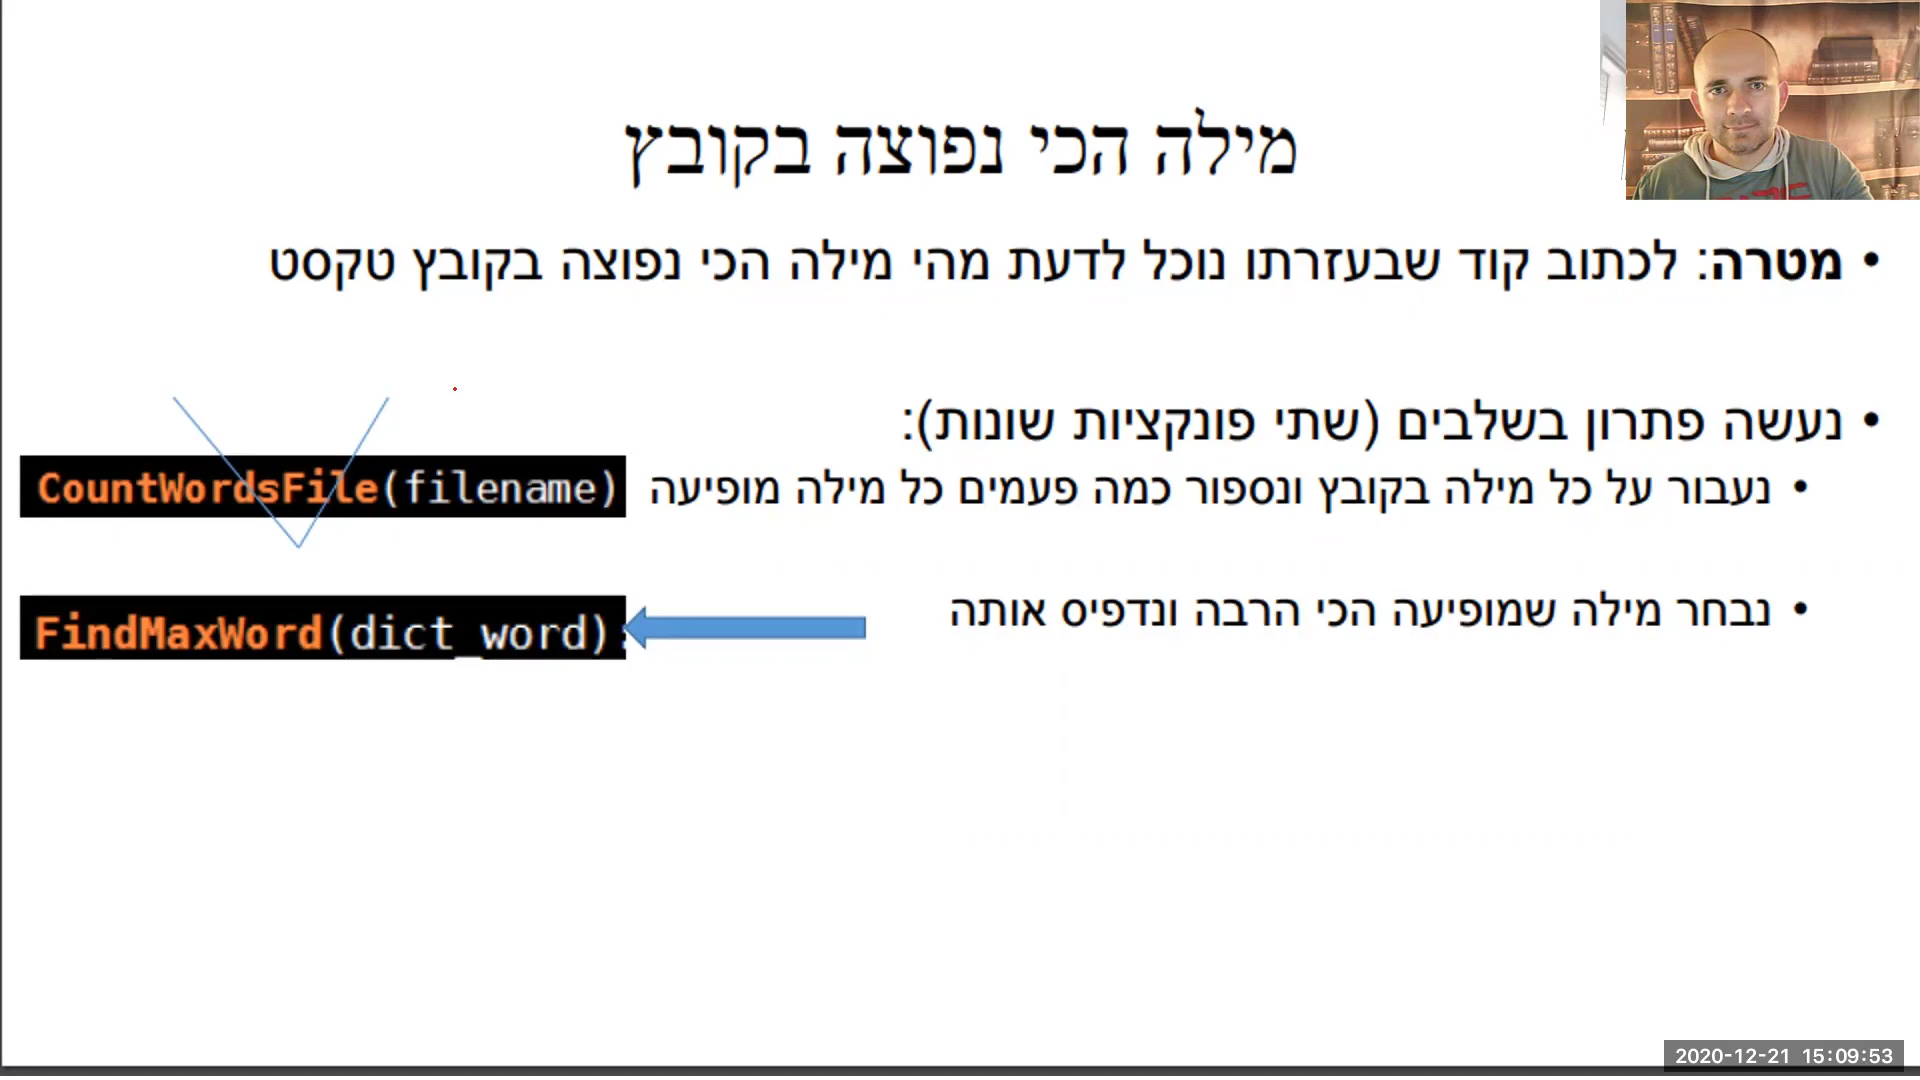 מילה הכי נפוצה בקובץ
• מטרה: לכתוב קוד שבעזרתו נוכל לדעת מהי מילה הכי נפוצה בקובץ טקסט
• נעשה פתרון בשלבים (שתי פונקציות שונות):
• נעבור על כל מילה בקובץ ונספור כמה פעמים כל מילה מופיעה
CountWordsFile(filename)
• נבחר מילה שמופיעה הכי הרבה ונדפיס אותה
FindMaxWord(dict_word):
2020-12-21 15:09:53